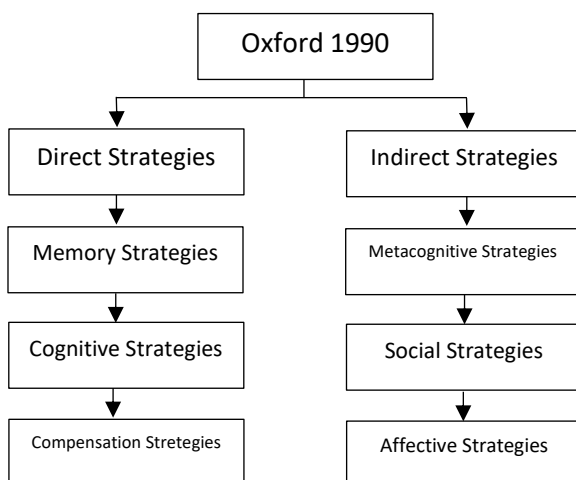 Oxford 1990
Direct Strategies
Indirect Strategies
Memory Strategies
Metacognitive Strategies
Cognitive Strategies
Social Strategies
Compensation Stretegies
Affective Strategies